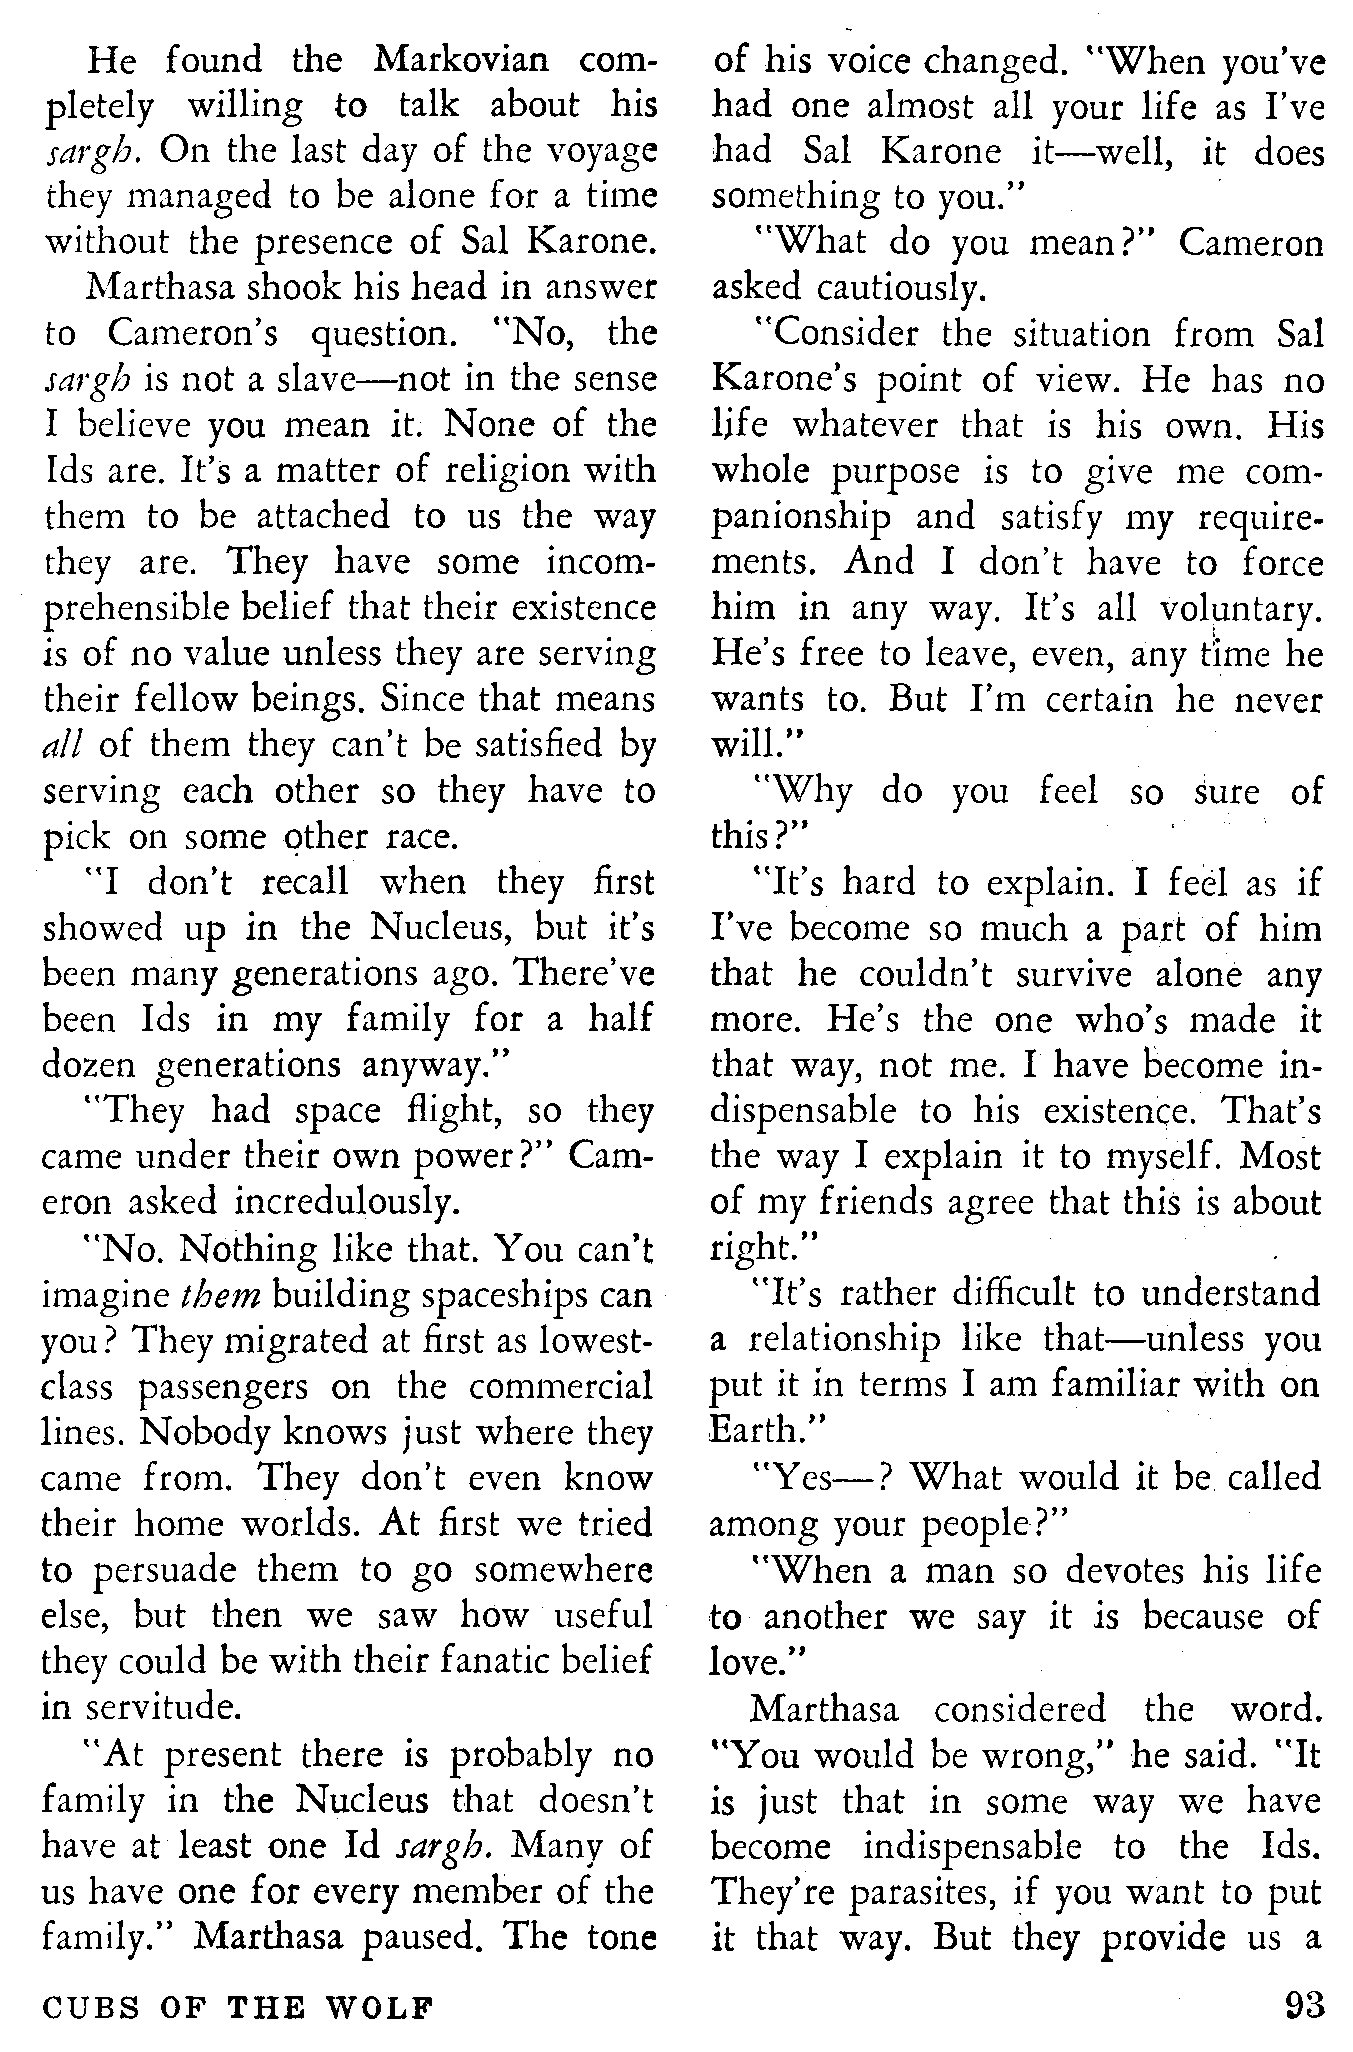 He found the Markovian com-
pletely willing to talk about his
sargh. On the last day of the voyage
they managed to be alone for a time
without the presence of Sal Karone.
Marthasa shook his head in answer
to Cameron's question. "No, the
sargh is not a slave—not in the sense
I believe you mean it. None of the
Ids are. It's a matter of religion with
them to be attached to us the way
they are. They have some incom-
prehensible belief that their existence
is of no value unless they are serving
their fellow beings. Since that means
all of them they can't be satisfied by
serving each other so they have to
pick on some other race.
"I don't recall when they first
showed up in the Nucleus, but it's
been many generations ago. There've
been Ids in my family for a half
dozen generations anyway."
"They had space flight, so they
came under their own power?" Cam-
eron asked incredulously.
"No. Nothing like that. You can't
imagine them building spaceships can
you? They migrated at first as lowest-
class passengers on the commercial
lines. Nobody knows just where they
came from. They don't even know
their home worlds. At first we tried
to persuade them to go somewhere
else, but then we saw how useful
they could be with their fanatic belief
in servitude.
"At present there is probably no
family in the Nucleus that doesn't
have at least one Id sargh. Many of
us have one for every member of the
family." Marthasa paused. The tone
of his voice changed. "When you've
had one almost all your life as I've
had Sal Karone it—well, it does
something to you."
"What do you mean?" Cameron
asked cautiously.
"Consider the situation from Sal
Karone's point of view. He has no
life whatever that is his own. His
whole purpose is to give me com-
panionship and satisfy my require-
ments. And I don't have to force
him in any way. It's all voluntary.
He's free to leave, even, any time he
wants to. But I'm certain he never
will."
"Why do you feel so sure of
this?"
"It's hard to explain. I feel as if
I've become so much a part of him
that he couldn't survive alone any
more. He's the one who's made it
that way, not me. I have become in-
dispensable to his existence. That's
the way I explain it to myself. Most
of my friends agree that this is about
right."
"It's rather difficult to understand
a relationship like that—unless you
put it in terms I am familiar with on
Earth."
"Yes—? What would it be called
among your people?"
"When a man so devotes his life
to another we say it is because of
love."
Marthasa considered the word.
"You would be wrong," he said. "It
is just that in some way we have
become indispensable to the Ids.
They're parasites, if you want to put
it that way. But they provide us a
CUBS OF THE WOLF
93